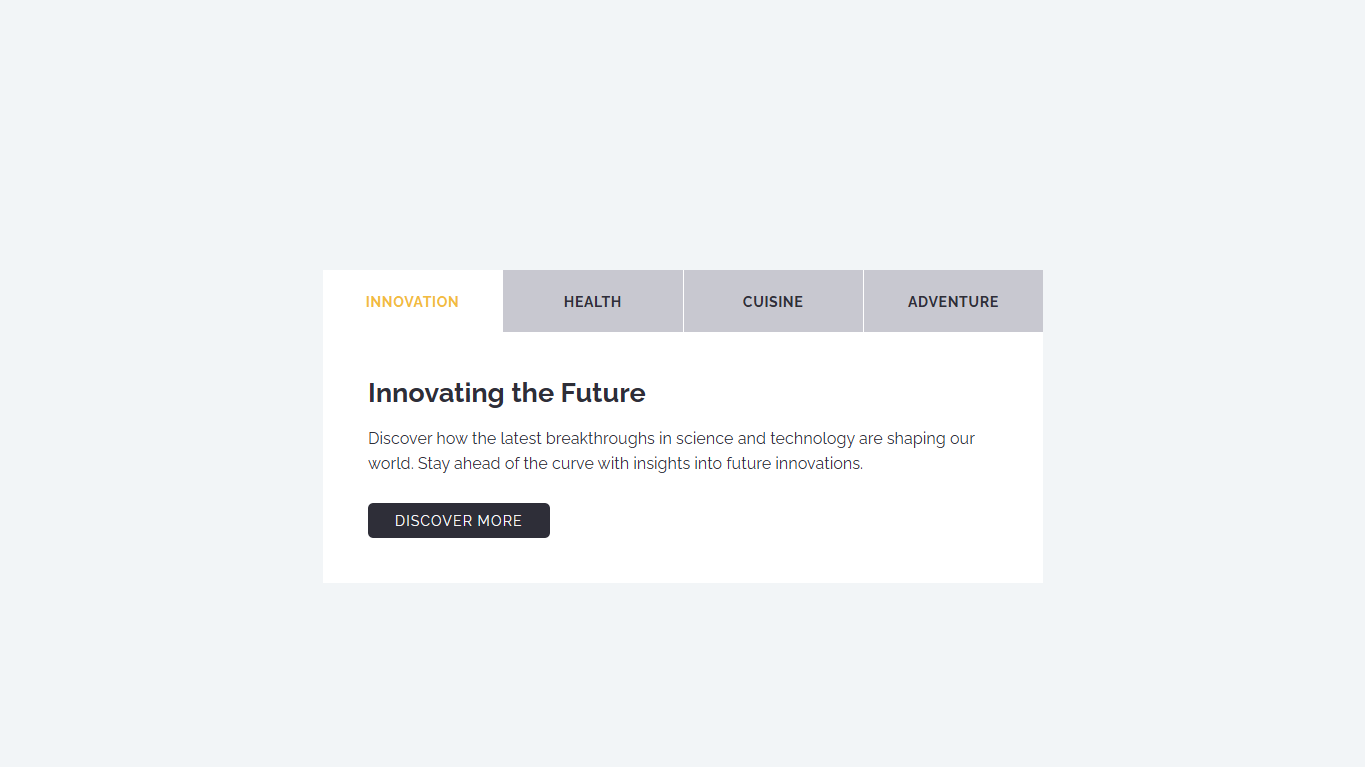 INNOVATION HEALTH CUISINE ADVENTURE
Innovating the Future
Discover how the latest breakthroughs in science and technology are shaping our
world. Stay ahead of the curve with insights into future innovations.
DISCOVER MORE